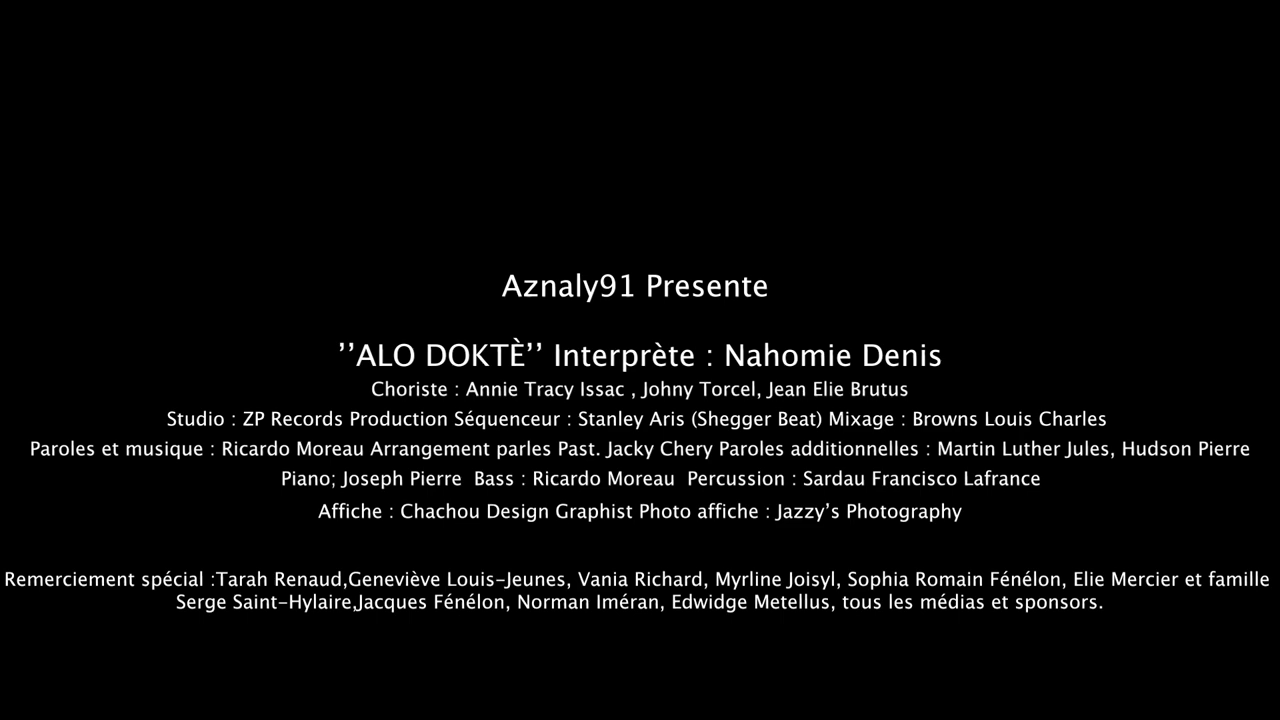 Aznaly91 Presente
’’ALO DOKTÈ’’ Interprète : Nahomie Denis
Choriste : Annie Tracy Issac , Johny Torcel, Jean Elie Brutus
Studio : ZP Records Production Séquenceur : Stanley Aris (Shegger Beat) Mixage : Browns Louis Charles
Paroles et musique : Ricardo Moreau Arrangement parles Past. Jacky Chery Paroles additionnelles : Martin Luther Jules, Hudson Pierre
Piano; Joseph Pierre  Bass : Ricardo Moreau  Percussion : Sardau Francisco Lafrance
Affiche : Chachou Design Graphist Photo affiche : Jazzy’s Photography
Remerciement spécial :Tarah Renaud,Geneviève Louis-Jeunes, Vania Richard, Myrline Joisyl, Sophia Romain Fénélon, Elie Mercier et famille
Serge Saint-Hylaire,Jacques Fénélon, Norman Iméran, Edwidge Metellus, tous les médias et sponsors.